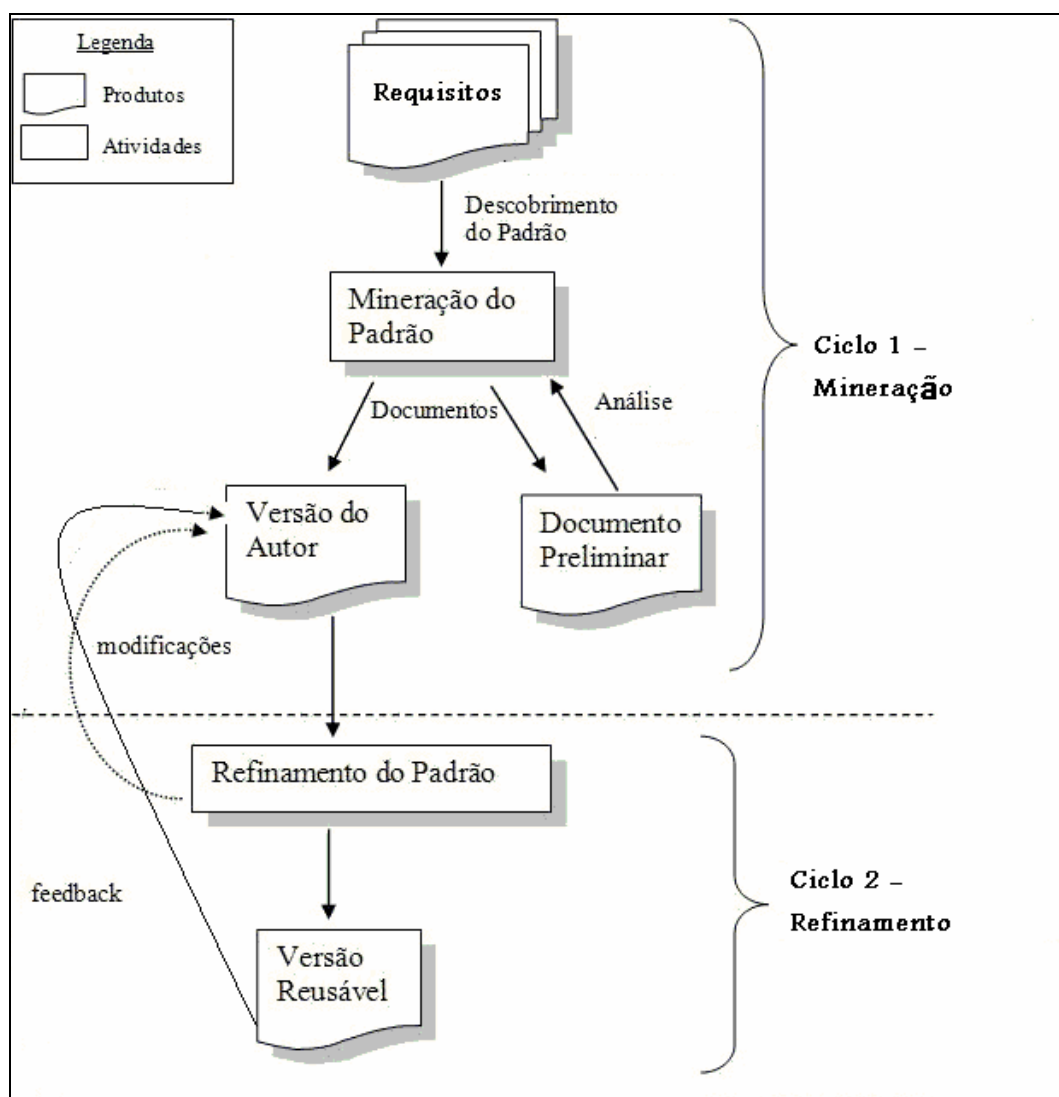 Legenda
Produtos
Atividades
Requisitos
Descobrimento
do Padrão
Mineração do
Padrão
Ciclo 1 –
Mineração
Documentos
Análise
Versão do
Autor
Documento
Preliminar
modificações
Refinamento do Padrão
feedback
Ciclo 2 –
Refinamento
Versão
Reusável